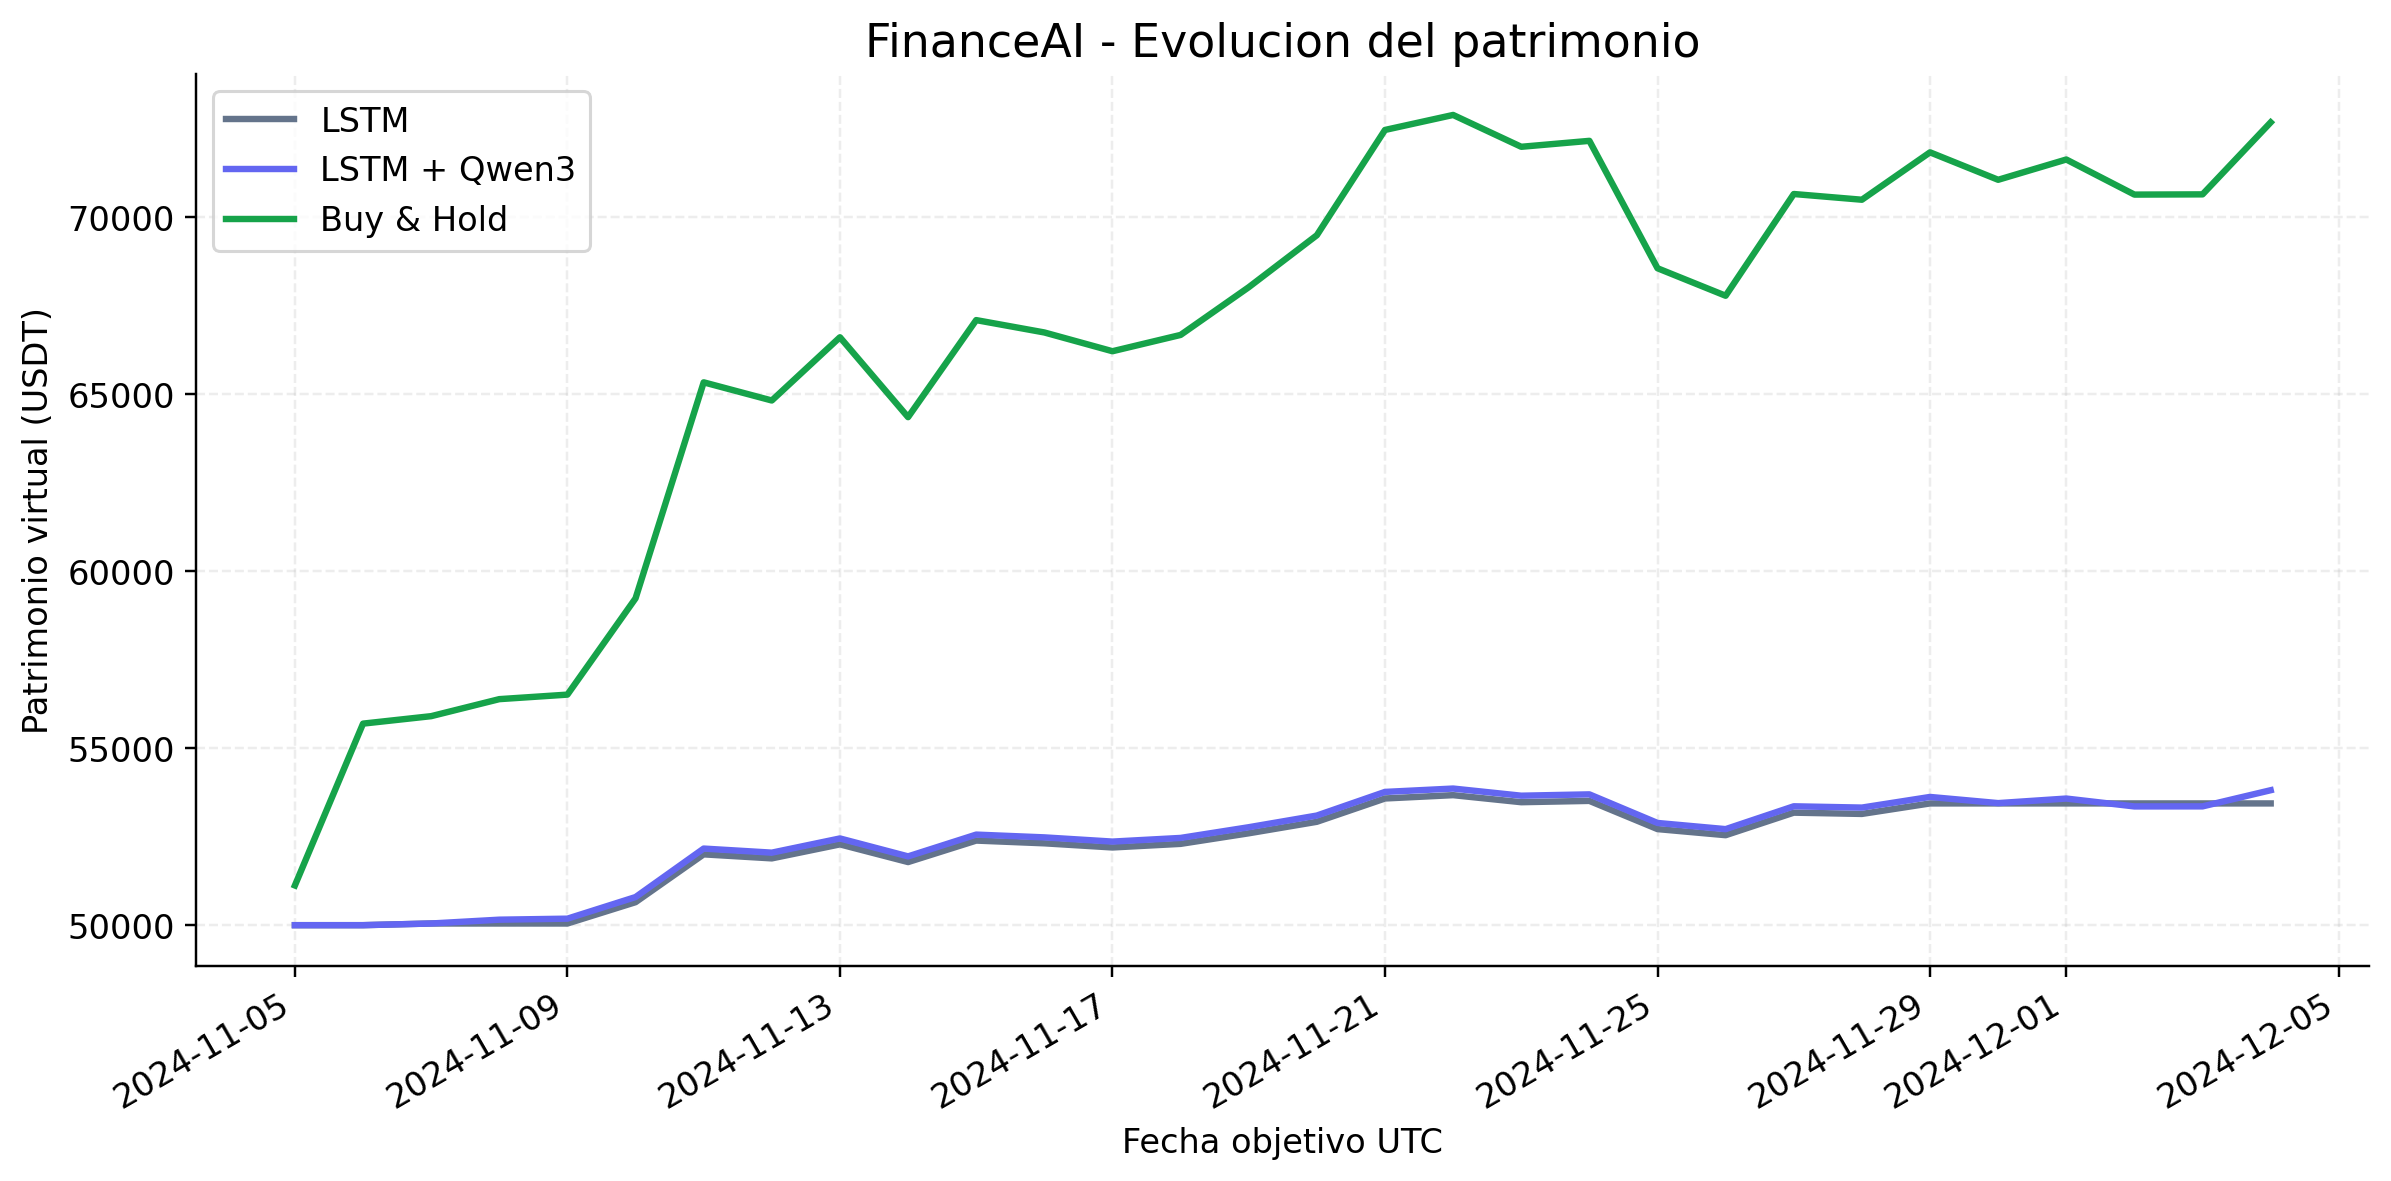 FinanceAI - Evolucion del patrimonio
LSTM
LSTM + Qwen3
Buy & Hold
Patrimonio virtual (USDT)
70000
65000
60000
55000
50000
2024-11-05
2024-11-09
2024-11-13
2024-11-17
2024-11-21
2024-11-25
2024-11-29
2024-12-01
2024-12-05
Fecha objetivo UTC